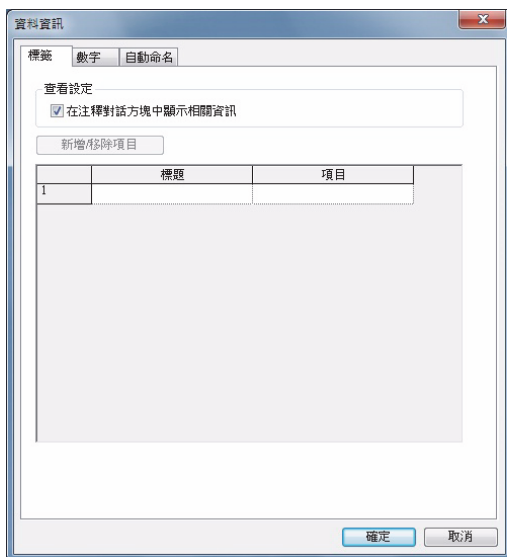 資料資訊
標籤 數字 自動命名
查看設定
在注釋對話方塊中顯示相關資訊
新增/移除項目
標題 項目
1
確定 取消